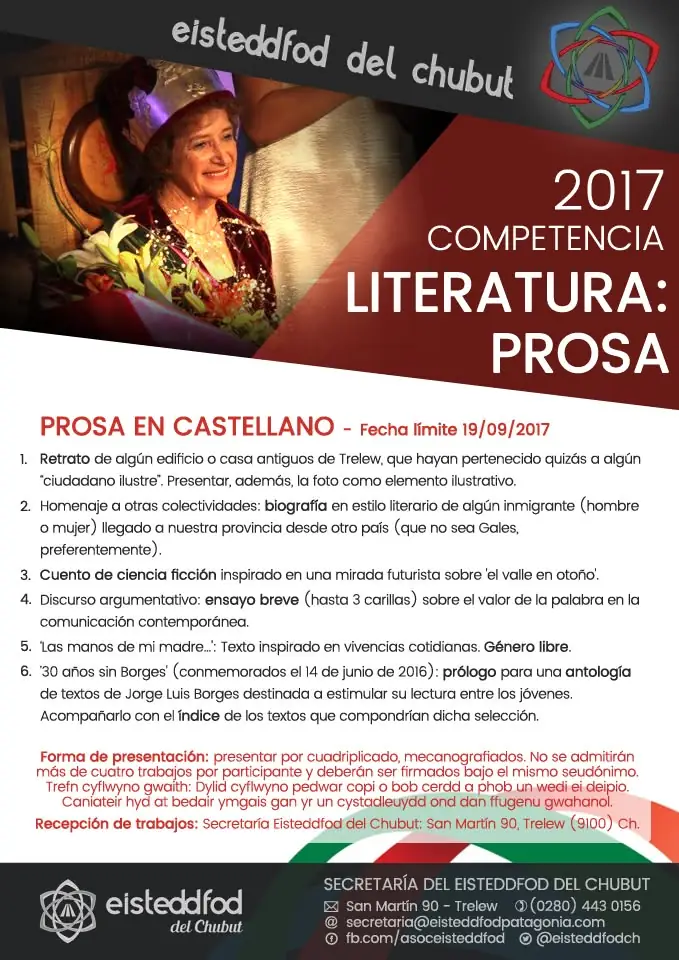 eisteddfod del chubut
2017
COMPETENCIA
LITERATURA:
PROSA
PROSA EN CASTELLANO - Fecha límite 19/09/2017
1. Retrato de algún edificio o casa antiguos de Trelew, que hayan pertenecido quizás a algún
"ciudadano ilustre". Presentar, además, la foto como elemento ilustrativo.
2. Homenaje a otras colectividades: biografía en estilo literario de algún inmigrante (hombre
o mujer) llegado a nuestra provincia desde otro país (que no sea Gales,
preferentemente).
3. Cuento de ciencia ficción inspirado en una mirada futurista sobre 'el valle en otoño'.
4. Discurso argumentativo: ensayo breve (hasta 3 carillas) sobre el valor de la palabra en la
comunicación contemporánea.
5. 'Las manos de mi madre...': Texto inspirado en vivencias cotidianas. Género libre.
6. '30 años sin Borges' (conmemorados el 14 de junio de 2016): prólogo para una antología
de textos de Jorge Luis Borges destinada a estimular su lectura entre los jóvenes.
Acompañarlo con el índice de los textos que compondrían dicha selección.
Forma de presentación: presentar por cuadriplicado, mecanografiados. No se admitirán
más de cuatro trabajos por participante y deberán ser firmados bajo el mismo seudónimo.
Trefn cyflwyno gwaith: Dylid cyflwyno pedwar copi o bob cerdd a phob un wedi ei deipio.
Caniateir hyd at bedair ymgais gan yr un cystadleuydd ond dan ffugenu gwahanol.
Recepción de trabajos: Secretaría Eisteddfod del Chubut: San Martín 90, Trelew (9100) Ch.
eisteddfod
del Chubut
SECRETARÍA DEL EISTEDDFOD DEL CHUBUT
San Martín 90 - Trelew (0280) 443 0156
@ secretaria@eisteddfodpatagonia.com
fb.com/asoceisteddfod @eisteddfodch